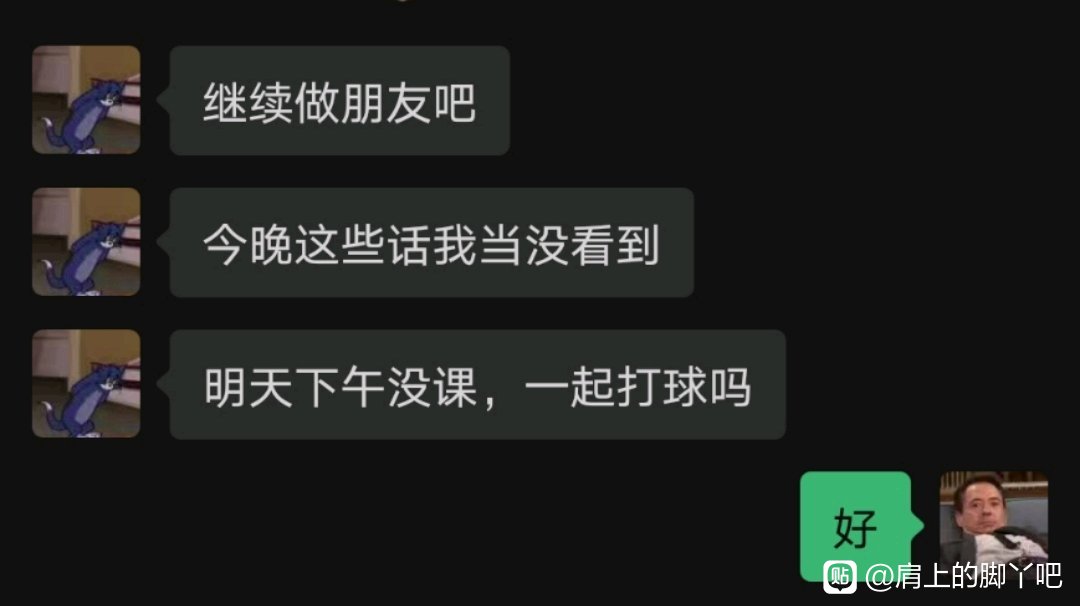 继续做朋友吧
今晚这些话我当没看到
明天下午没课，一起打球吗
好
贴 @肩上的脚丫吧